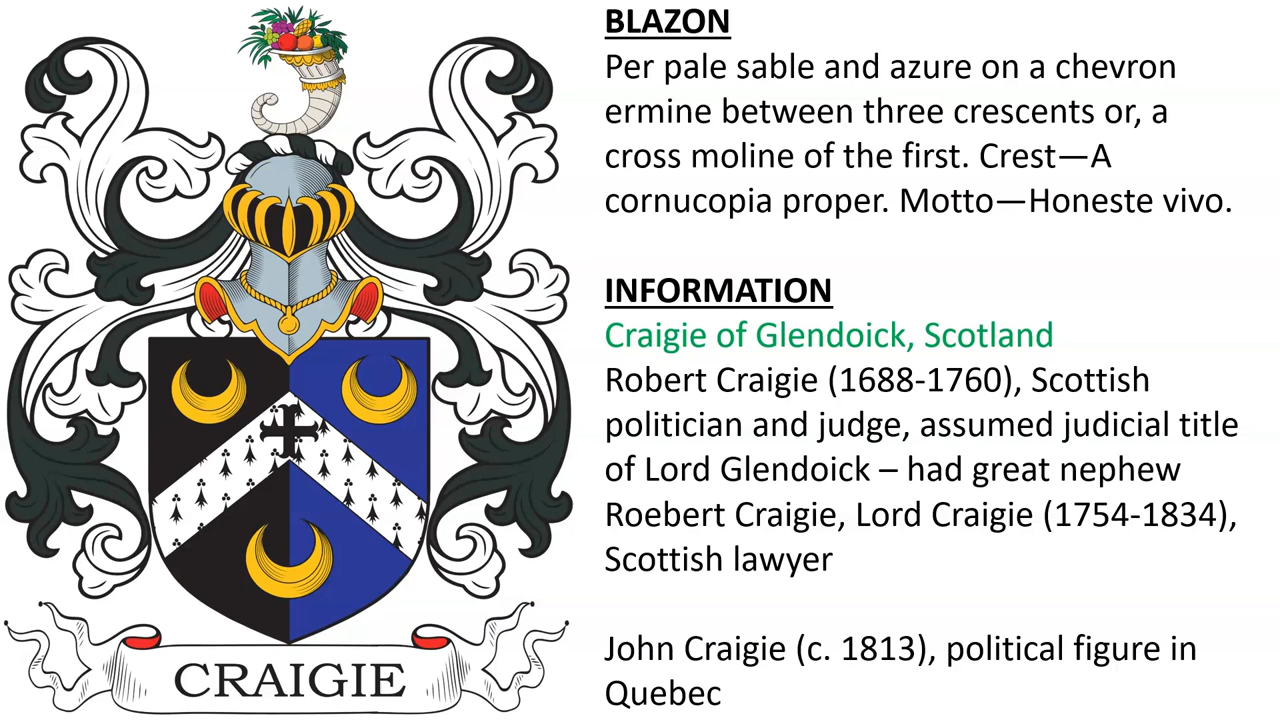 BLAZON
Per pale sable and azure on a chevron
ermine between three crescents or, a
cross moline of the first. Crest—A
cornucopia proper. Motto—Honeste vivo.
INFORMATION
Craigie of Glendoick, Scotland
Robert Craigie (1688-1760), Scottish
politician and judge, assumed judicial title
of Lord Glendoick – had great nephew
Roebert Craigie, Lord Craigie (1754-1834),
Scottish lawyer
John Craigie (c. 1813), political figure in
Quebec
CRAIGIE